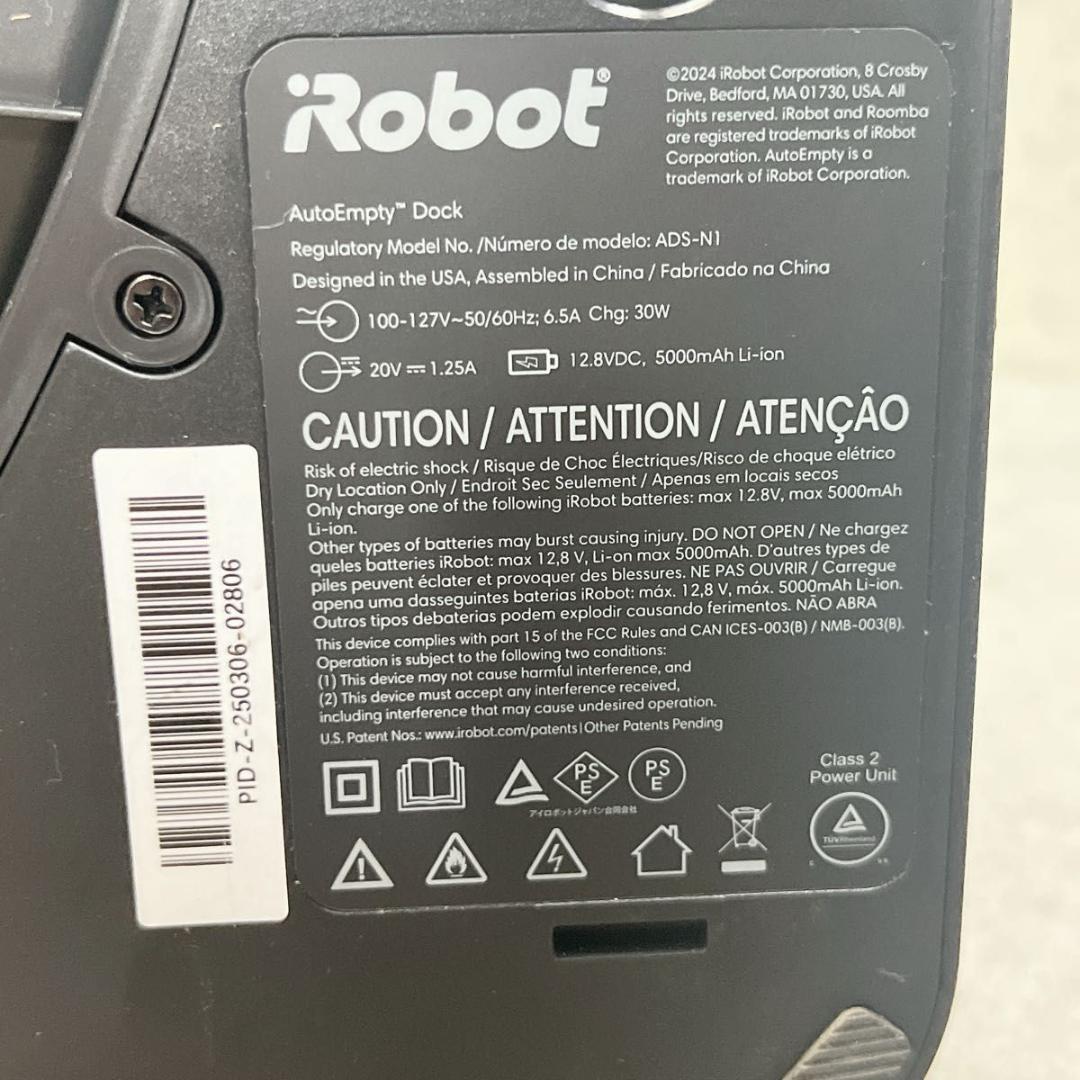 iRobot®
©2024 iRobot Corporation, 8 Crosby
Drive, Bedford, MA 01730, USA. All
rights reserved. iRobot and Roomba
are registered trademarks of iRobot
Corporation. AutoEmpty is a
trademark of iRobot Corporation.
AutoEmpty™ Dock
Regulatory Model No. /Número de modelo: ADS-N1
Designed in the USA, Assembled in China / Fabricado na China
100-127V~50/60Hz; 6.5A Chg: 30W
20V⎓1.25A 12.8VDC, 5000mAh Li-ion
CAUTION / ATTENTION / ATENÇÂO
Risk of electric shock / Risque de Choc Électriques/Risco de choque elétrico
Dry Location Only / Endroit Sec Seulement / Apenas em locais secos
Only charge one of the following iRobot batteries: max 12.8V, max 5000mAh
Li-ion.
Other types of batteries may burst causing injury. DO NOT OPEN / Ne chargez
queles batteries iRobot: max 12,8 V, Li-on max 5000mAh. D'autres types de
piles peuvent éclater et provoquer des blessures. NE PAS OUVRIR / Carregue
apena uma dasseguintes baterias iRobot: máx. 12,8 V, máx. 5000mAh Li-ion.
Outros tipos debaterias podem explodir causando ferimentos. NÃO ABRA
This device complies with part 15 of the FCC Rules and CAN ICES-003(B) / NMB-003(B).
Operation is subject to the following two conditions:
(1) This device may not cause harmful interference, and
(2) This device must accept any interference received,
including interference that may cause undesired operation.
U.S. Patent Nos.: www.irobot.com/patents | Other Patents Pending
PS
E
PS
E
アイロボットジャパン合同会社
Class 2
Power Unit
TÜVRheinland
PID-Z-250306-02806